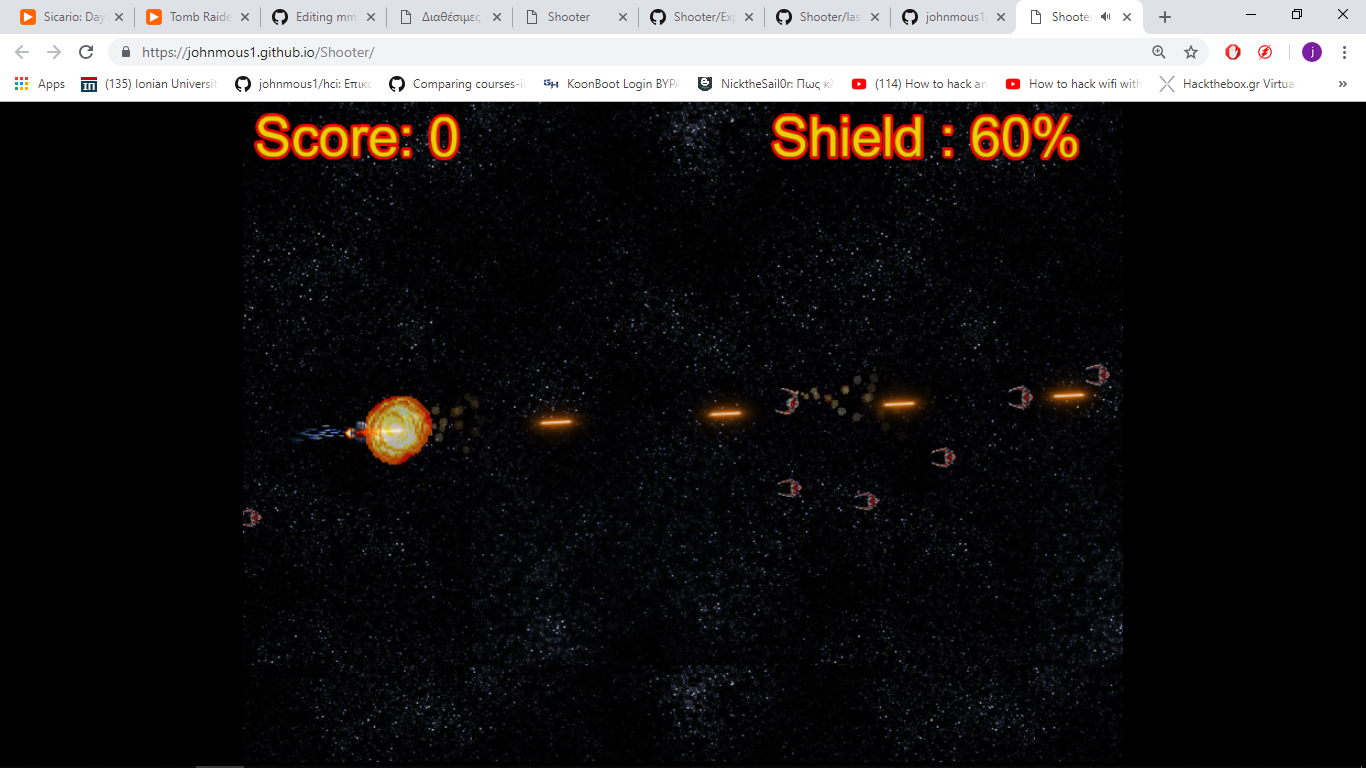 Sicario: Day
Tomb Raide
Editing mm
Διαθέσιμες
Shooter
Shooter/Exp
Shooter/las
johnmous1/
Shoote
https://johnmous1.github.io/Shooter/
j
Apps
(135) Ionian Universit
johnmous1/hci: Επικο
Comparing courses-i
KoonBoot Login BYPA
NicktheSail0r: Πως κλ
(114) How to hack an
How to hack wifi with
Hackthebox.gr Virtua
»
Score: 0
Shield : 60%